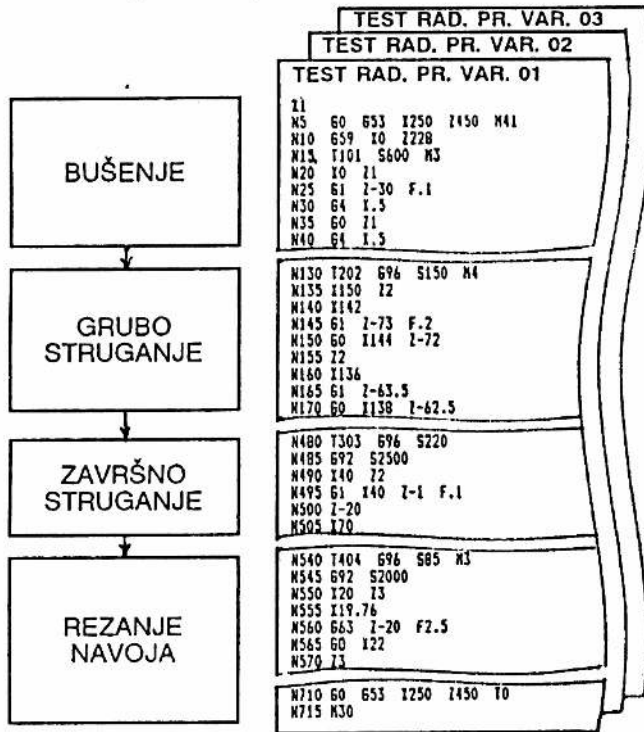 TEST RAD. PR. VAR. 03
TEST RAD. PR. VAR. 02
TEST RAD. PR. VAR. 01
BUŠENJE
Z1
N5 G0 G53 X250 Z450 M41
N10 G59 X0 Z228
N15 T101 S600 M3
N20 X0 Z1
N25 G1 Z-30 F.1
N30 G4 X.5
N35 G0 Z1
N40 G4 X.5
GRUBO
STRUGANJE
N130 T202 G96 S150 M4
N135 X150 Z2
N140 X142
N145 G1 Z-73 F.2
N150 G0 X144 Z-72
N155 Z2
N160 X136
N165 G1 Z-63.5
N170 G0 X138 Z-62.5
ZAVRŠNO
STRUGANJE
N480 T303 G96 S220
N485 G92 S2500
N490 X40 Z2
N495 G1 X40 Z-1 F.1
N500 Z-20
N505 X70
REZANJE
NAVOJA
N540 T404 G96 S85 M3
N545 G92 S2000
N550 X20 Z3
N555 X19.76
N560 G63 Z-20 F2.5
N565 G0 X22
N570 Z3
N710 G0 G53 X250 Z450 T0
N715 M30